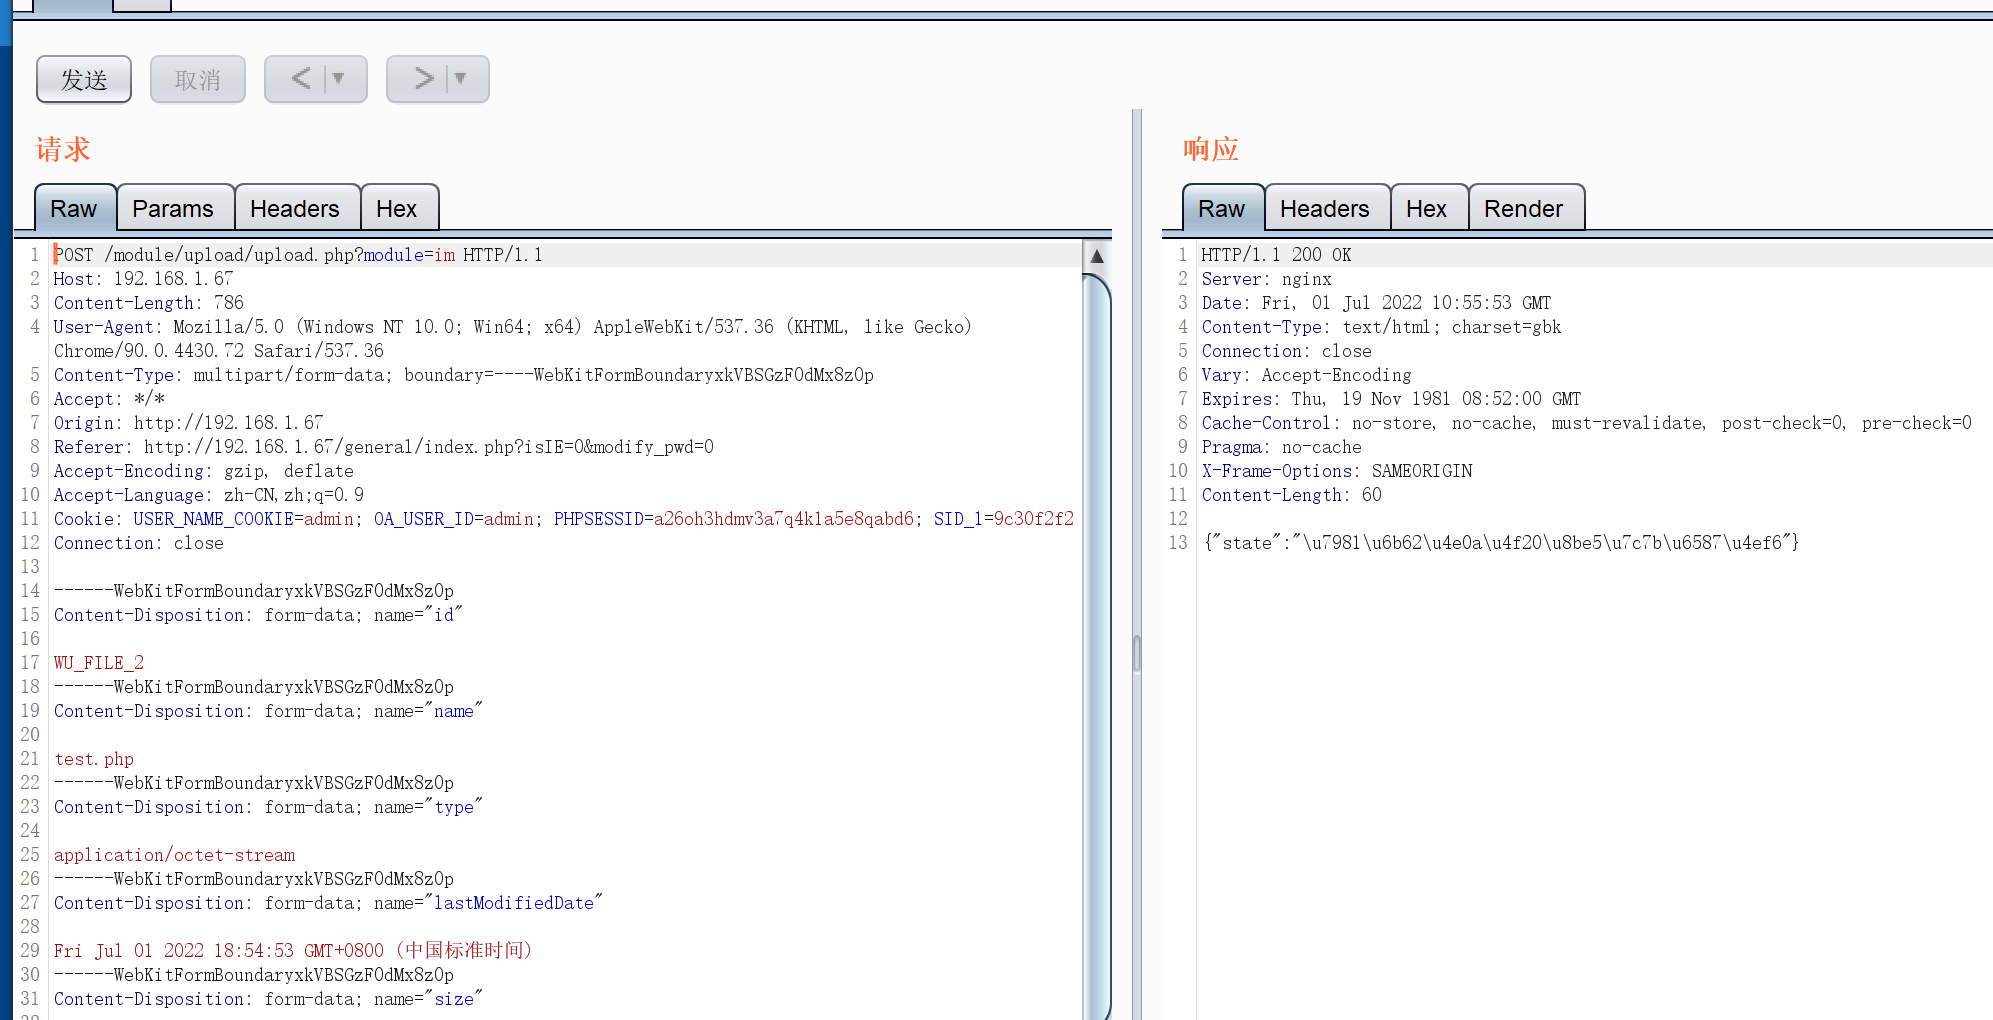 发送 取消 < > 
请求
Raw Params Headers Hex
1 POST /module/upload/upload.php?module=im HTTP/1.1
2 Host: 192.168.1.67
3 Content-Length: 786
4 User-Agent: Mozilla/5.0 (Windows NT 10.0; Win64; x64) AppleWebKit/537.36 (KHTML, like Gecko)
Chrome/90.0.4430.72 Safari/537.36
5 Content-Type: multipart/form-data; boundary=----WebKitFormBoundaryxkVBSGzF0dMx8z0p
6 Accept: */*
7 Origin: http://192.168.1.67
8 Referer: http://192.168.1.67/general/index.php?isIE=0&modify_pwd=0
9 Accept-Encoding: gzip, deflate
10 Accept-Language: zh-CN,zh;q=0.9
11 Cookie: USER_NAME_COOKIE=admin; OA_USER_ID=admin; PHPSESSID=a26oh3hdmv3a7q4k1a5e8qabd6; SID_1=9c30f2f2
12 Connection: close
13
14 ------WebKitFormBoundaryxkVBSGzF0dMx8z0p
15 Content-Disposition: form-data; name="id"
16
17 WU_FILE_2
18 ------WebKitFormBoundaryxkVBSGzF0dMx8z0p
19 Content-Disposition: form-data; name="name"
20
21 test.php
22 ------WebKitFormBoundaryxkVBSGzF0dMx8z0p
23 Content-Disposition: form-data; name="type"
24
25 application/octet-stream
26 ------WebKitFormBoundaryxkVBSGzF0dMx8z0p
27 Content-Disposition: form-data; name="lastModifiedDate"
28
29 Fri Jul 01 2022 18:54:53 GMT+0800 (中国标准时间)
30 ------WebKitFormBoundaryxkVBSGzF0dMx8z0p
31 Content-Disposition: form-data; name="size"
响应
Raw Headers Hex Render
1 HTTP/1.1 200 OK
2 Server: nginx
3 Date: Fri, 01 Jul 2022 10:55:53 GMT
4 Content-Type: text/html; charset=gbk
5 Connection: close
6 Vary: Accept-Encoding
7 Expires: Thu, 19 Nov 1981 08:52:00 GMT
8 Cache-Control: no-store, no-cache, must-revalidate, post-check=0, pre-check=0
9 Pragma: no-cache
10 X-Frame-Options: SAMEORIGIN
11 Content-Length: 60
12
13 {"state":"\u7981\u6b62\u4e0a\u4f20\u8be5\u7c7b\u6587\u4ef6"}